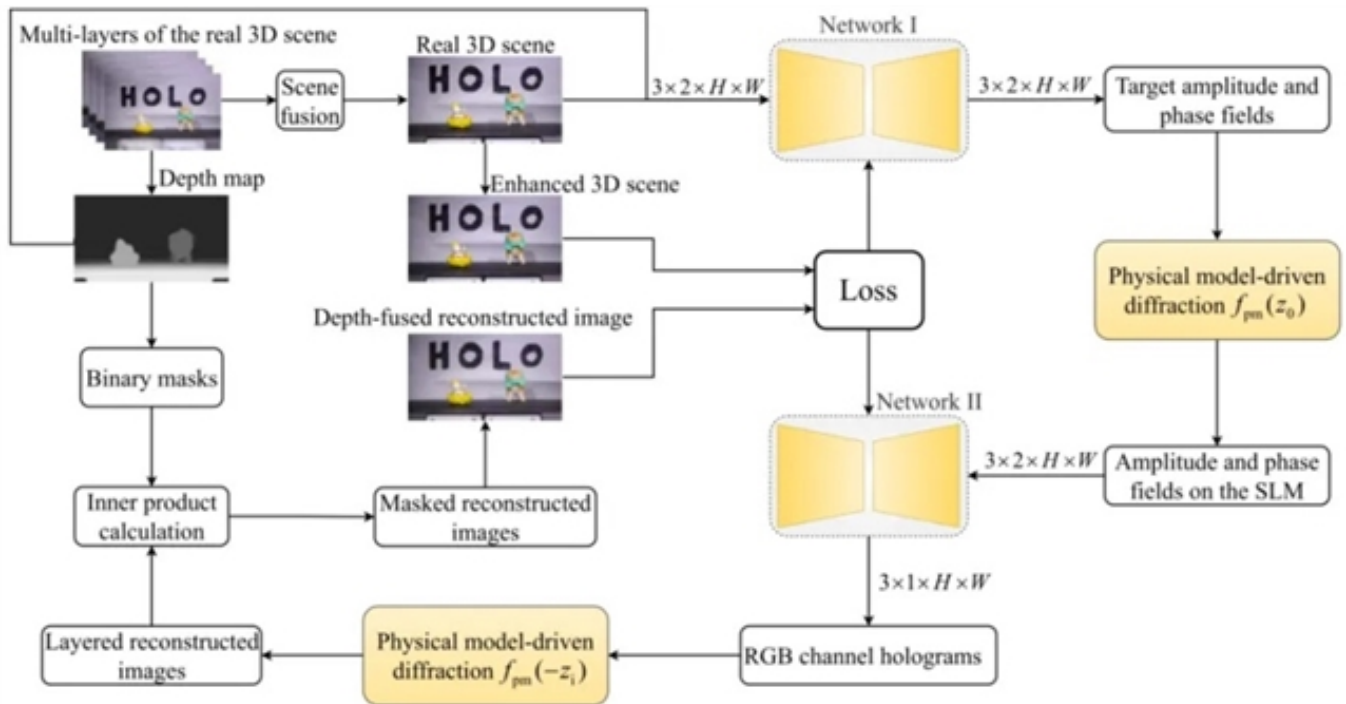 Multi-layers of the real 3D scene
HOLO
Scene
fusion
Real 3D scene
HOLO
3×2×H×W
Network I
3×2×H×W
Target amplitude and
phase fields
Depth map
Enhanced 3D scene
HOLO
Loss
Physical model-driven
diffraction f_pm(z_0)
Depth-fused reconstructed image
HOLO
Binary masks
Network II
3×2×H×W
Amplitude and phase
fields on the SLM
Inner product
calculation
Masked reconstructed
images
3×1×H×W
Layered reconstructed
images
Physical model-driven
diffraction f_pm(−z_i)
RGB channel holograms